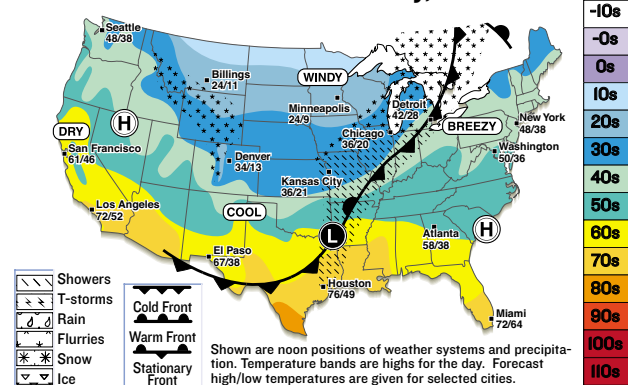 Seattle
48/38
Billings
24/11
WINDY
Minneapolis
24/9
Detroit
42/28
New York
48/38
BREEZY
Chicago
36/20
Washington
50/36
DRY
H
San Francisco
61/46
Denver
34/13
Kansas City
36/21
Los Angeles
72/52
COOL
L
H
Atlanta
58/38
El Paso
67/38
Houston
76/49
Miami
72/64
Showers
T-storms
Rain
Flurries
Snow
Ice
Cold Front
Warm Front
Stationary
Front
Shown are noon positions of weather systems and precipita-
tion. Temperature bands are highs for the day. Forecast
high/low temperatures are given for selected cities.
-10s
-0s
0s
10s
20s
30s
40s
50s
60s
70s
80s
90s
100s
110s